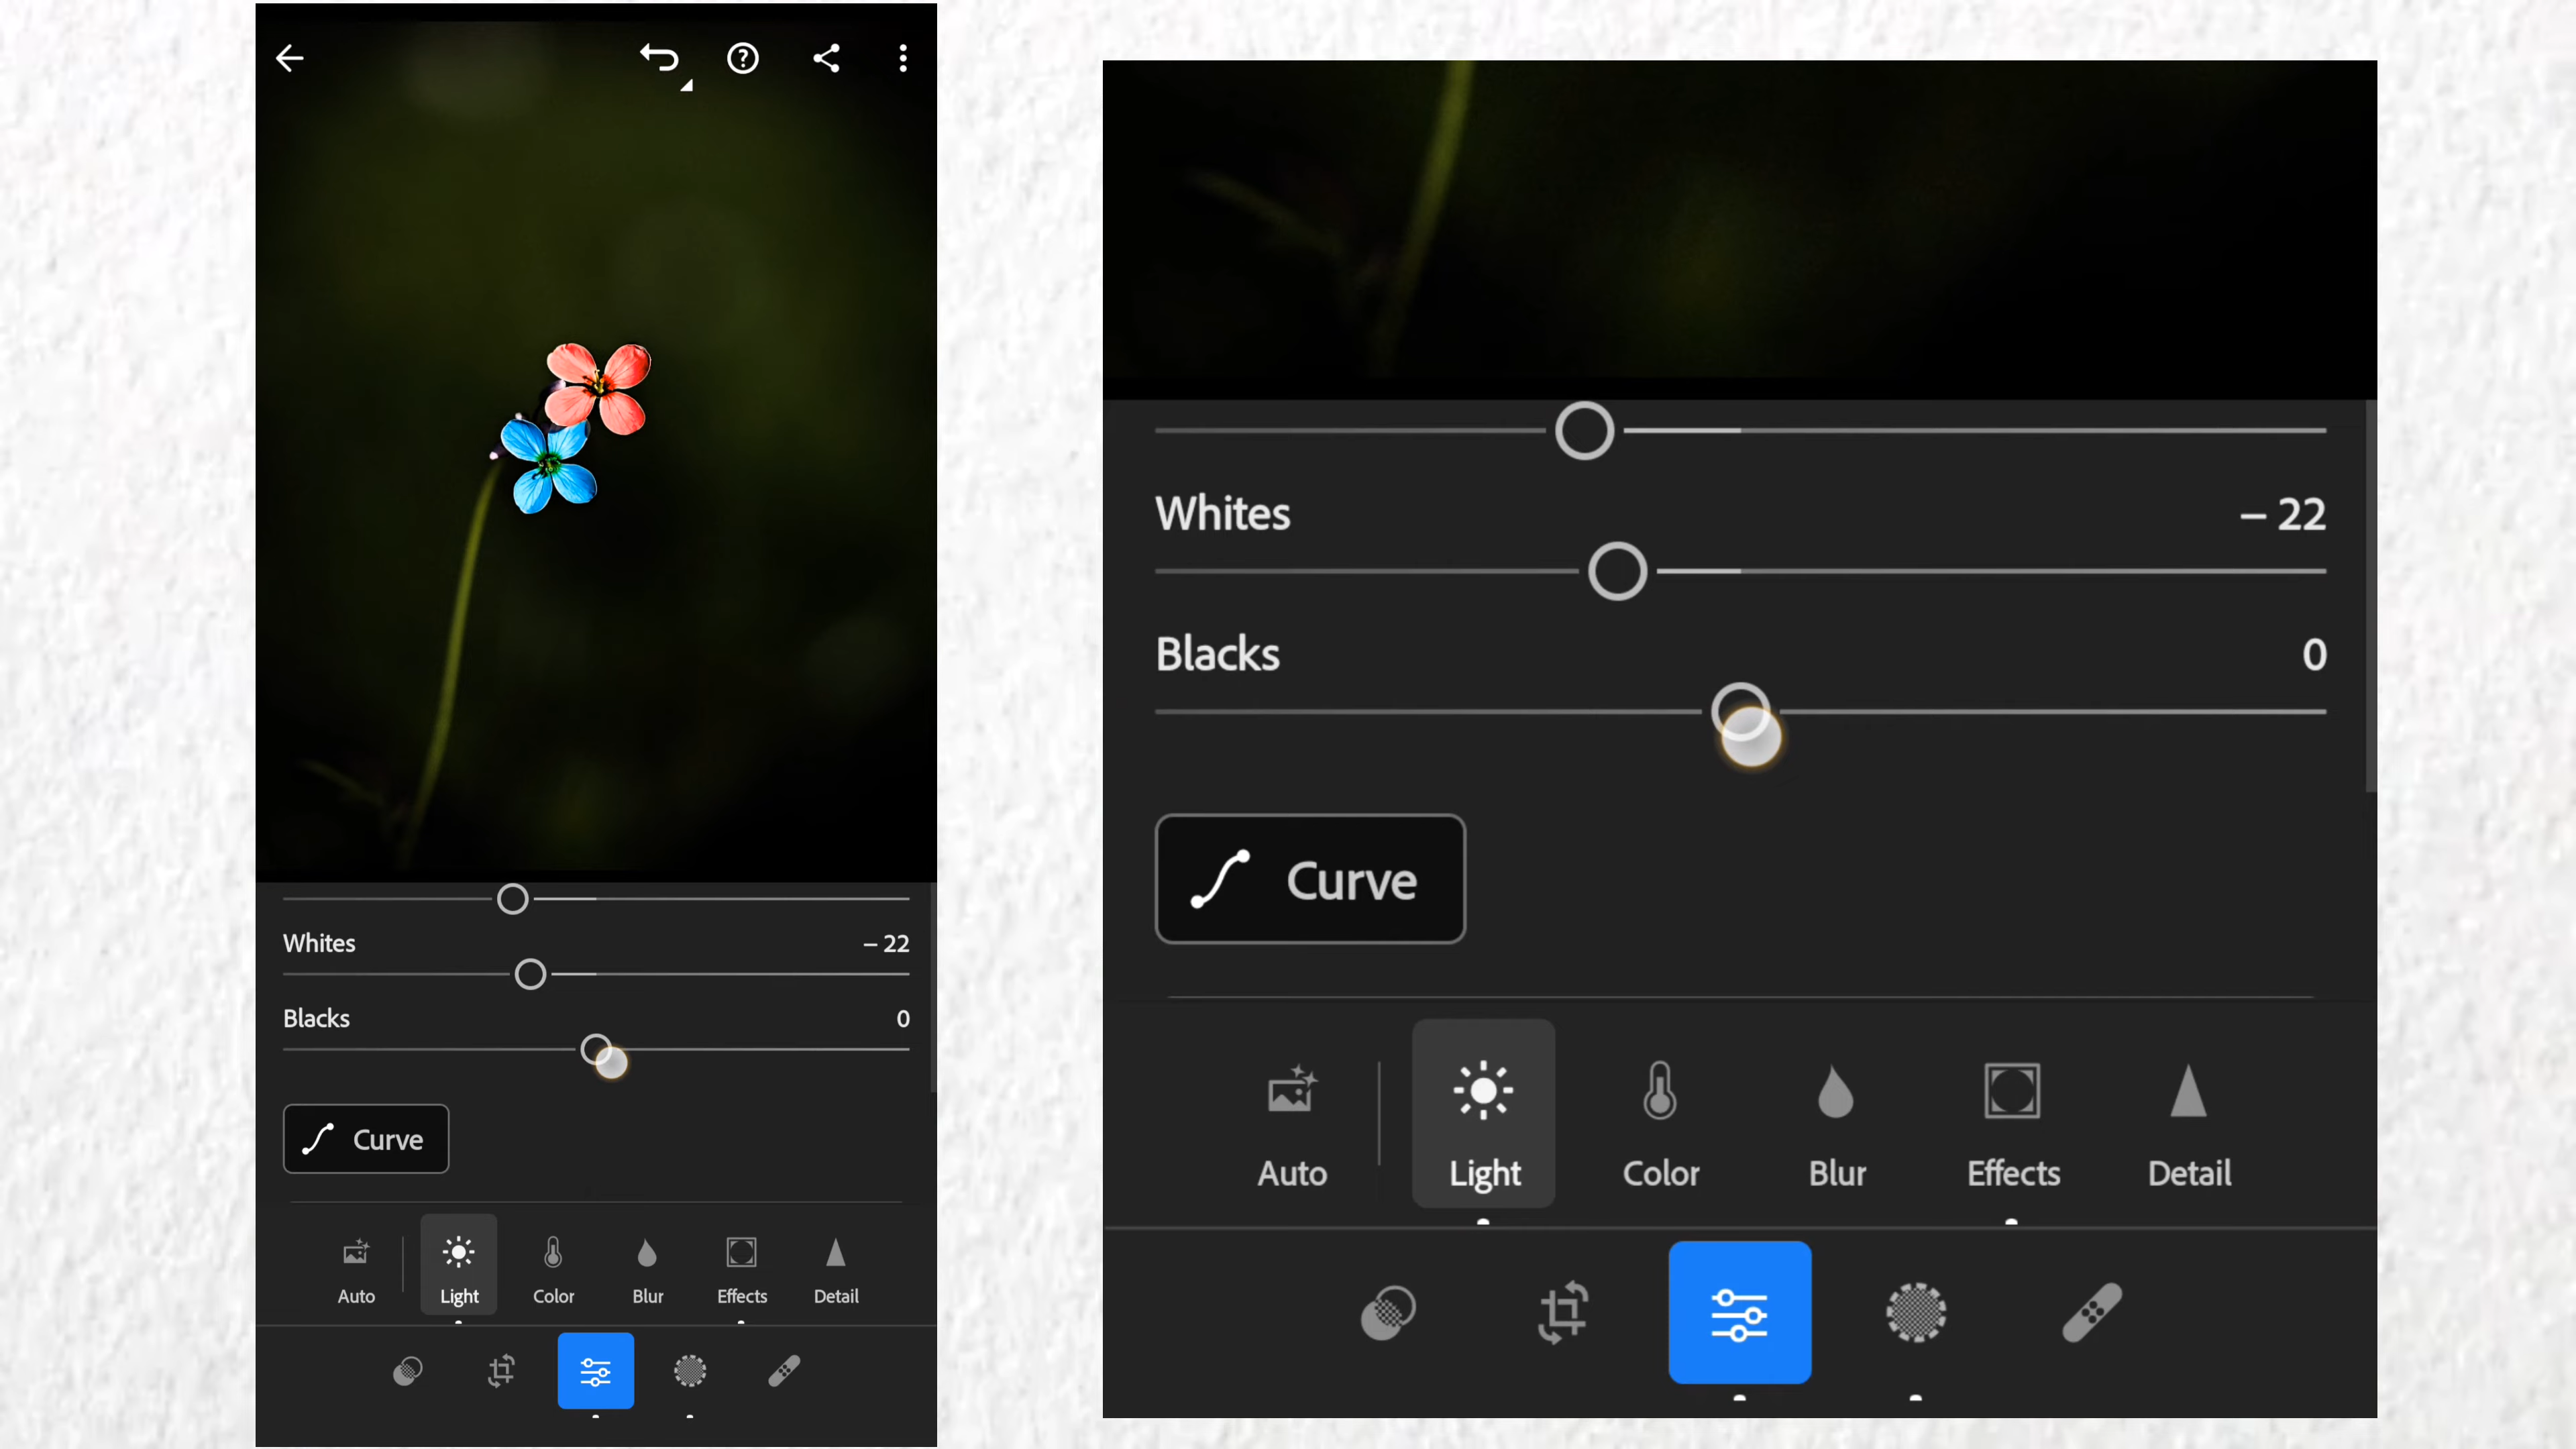 Whites – 22
Blacks 0
Curve
Auto Light Color Blur Effects Detail
Whites – 22
Blacks 0
Curve
Auto Light Color Blur Effects Detail